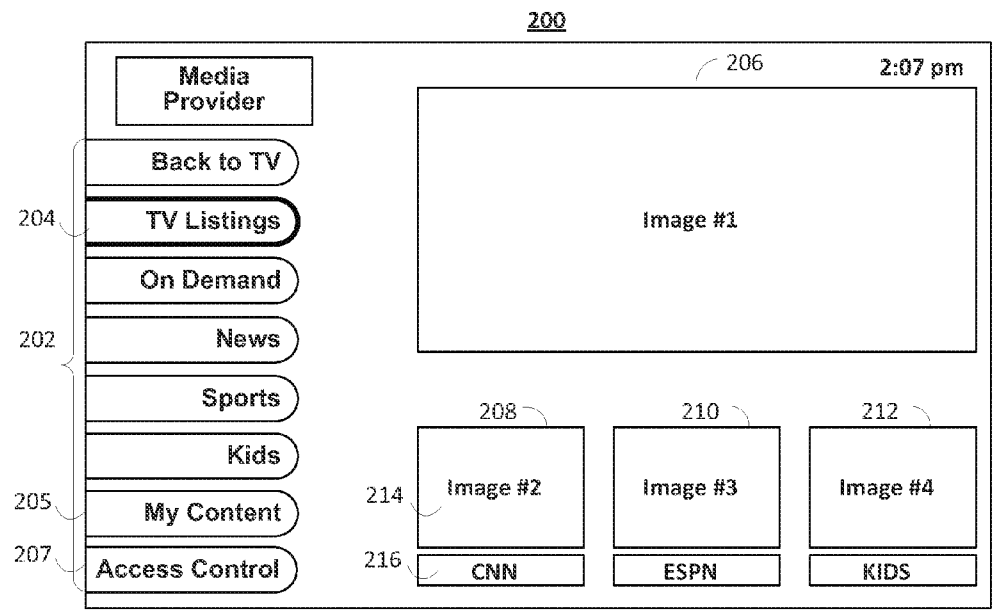 200
Media
Provider
206
2:07 pm
Back to TV
204
TV Listings
Image #1
On Demand
202
News
Sports
208
210
212
Kids
205
My Content
214
Image #2
Image #3
Image #4
207
Access Control
216
CNN
ESPN
KIDS